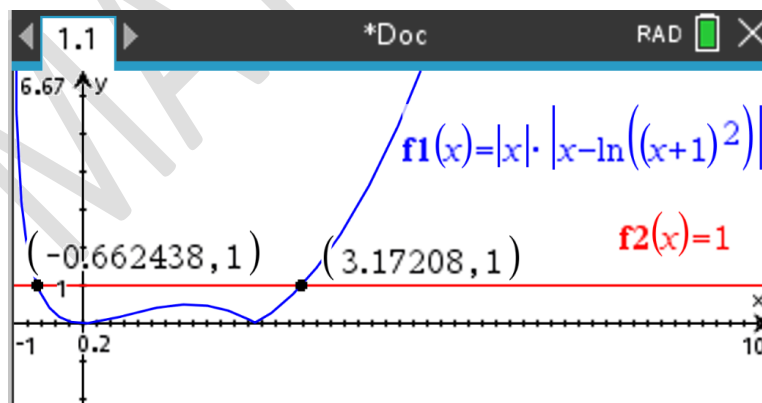 1.1 *Doc RAD
6.67 y
f1(x)=|x|·|x-ln((x+1)^2)|
f2(x)=1
(-0.662438,1) (3.17208,1)
1
x
-1 0.2 10